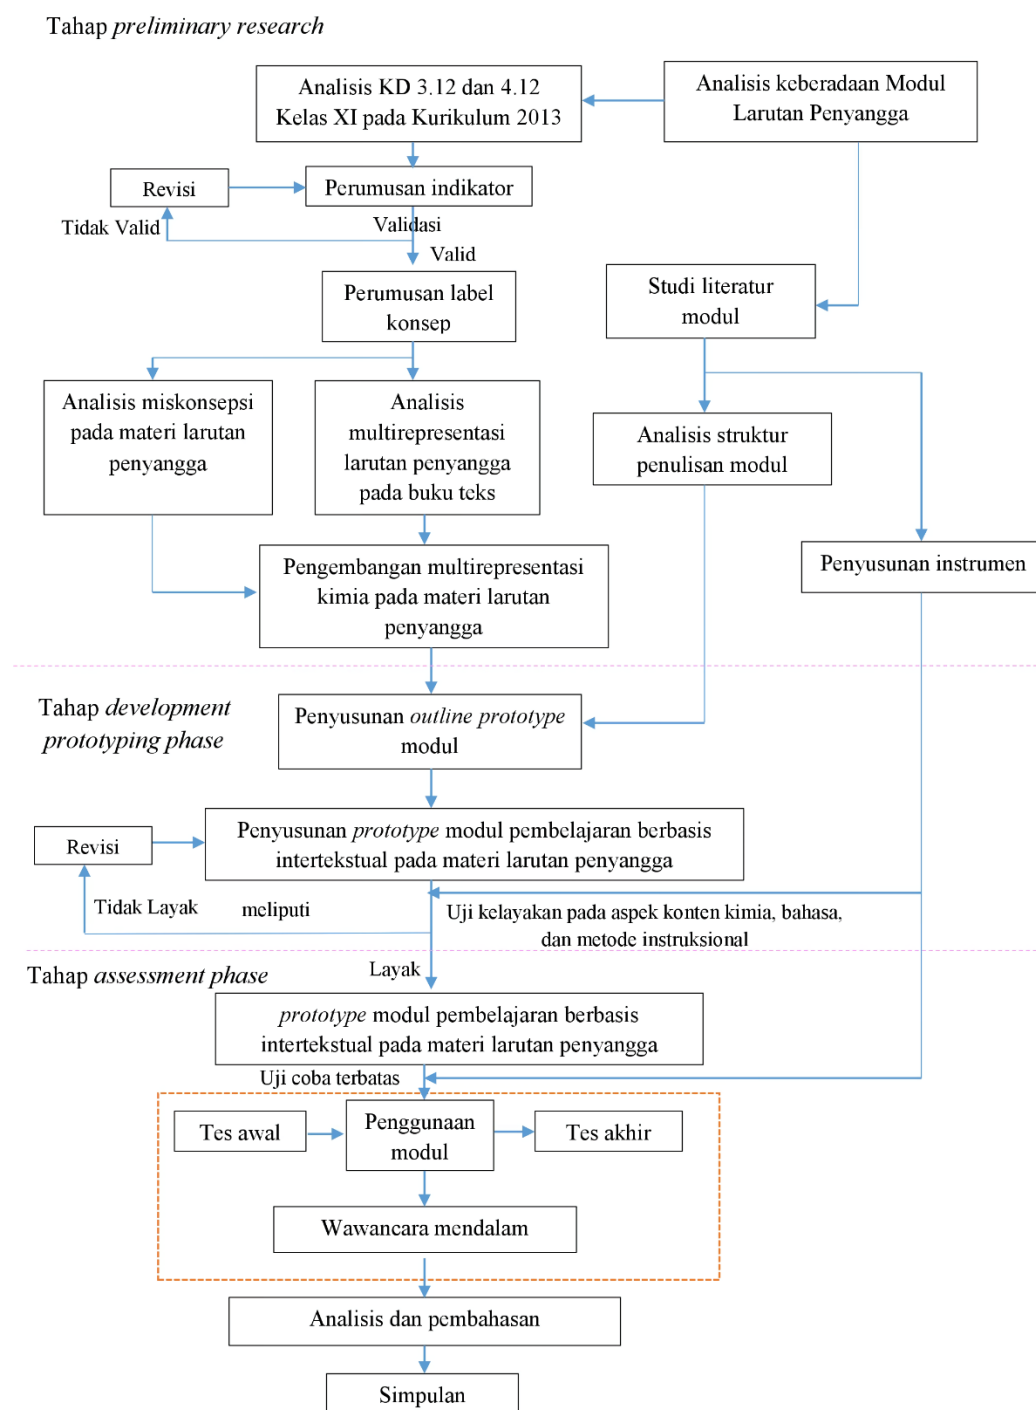 Tahap preliminary research
Analisis KD 3.12 dan 4.12
Kelas XI pada Kurikulum 2013
Analisis keberadaan Modul
Larutan Penyangga
Revisi
Perumusan indikator
Tidak Valid
Validasi
Valid
Perumusan label
konsep
Studi literatur
modul
Analisis miskonsepsi
pada materi larutan
penyangga
Analisis
multirepresentasi
larutan penyangga
pada buku teks
Analisis struktur
penulisan modul
Penyusunan instrumen
Pengembangan multirepresentasi
kimia pada materi larutan
penyangga
Tahap development
prototyping phase
Penyusunan outline prototype
modul
Revisi
Penyusunan prototype modul pembelajaran berbasis
intertekstual pada materi larutan penyangga
Tidak Layak
meliputi
Uji kelayakan pada aspek konten kimia, bahasa,
dan metode instruksional
Tahap assessment phase
Layak
prototype modul pembelajaran berbasis
intertekstual pada materi larutan penyangga
Uji coba terbatas
Tes awal
Penggunaan
modul
Tes akhir
Wawancara mendalam
Analisis dan pembahasan
Simpulan